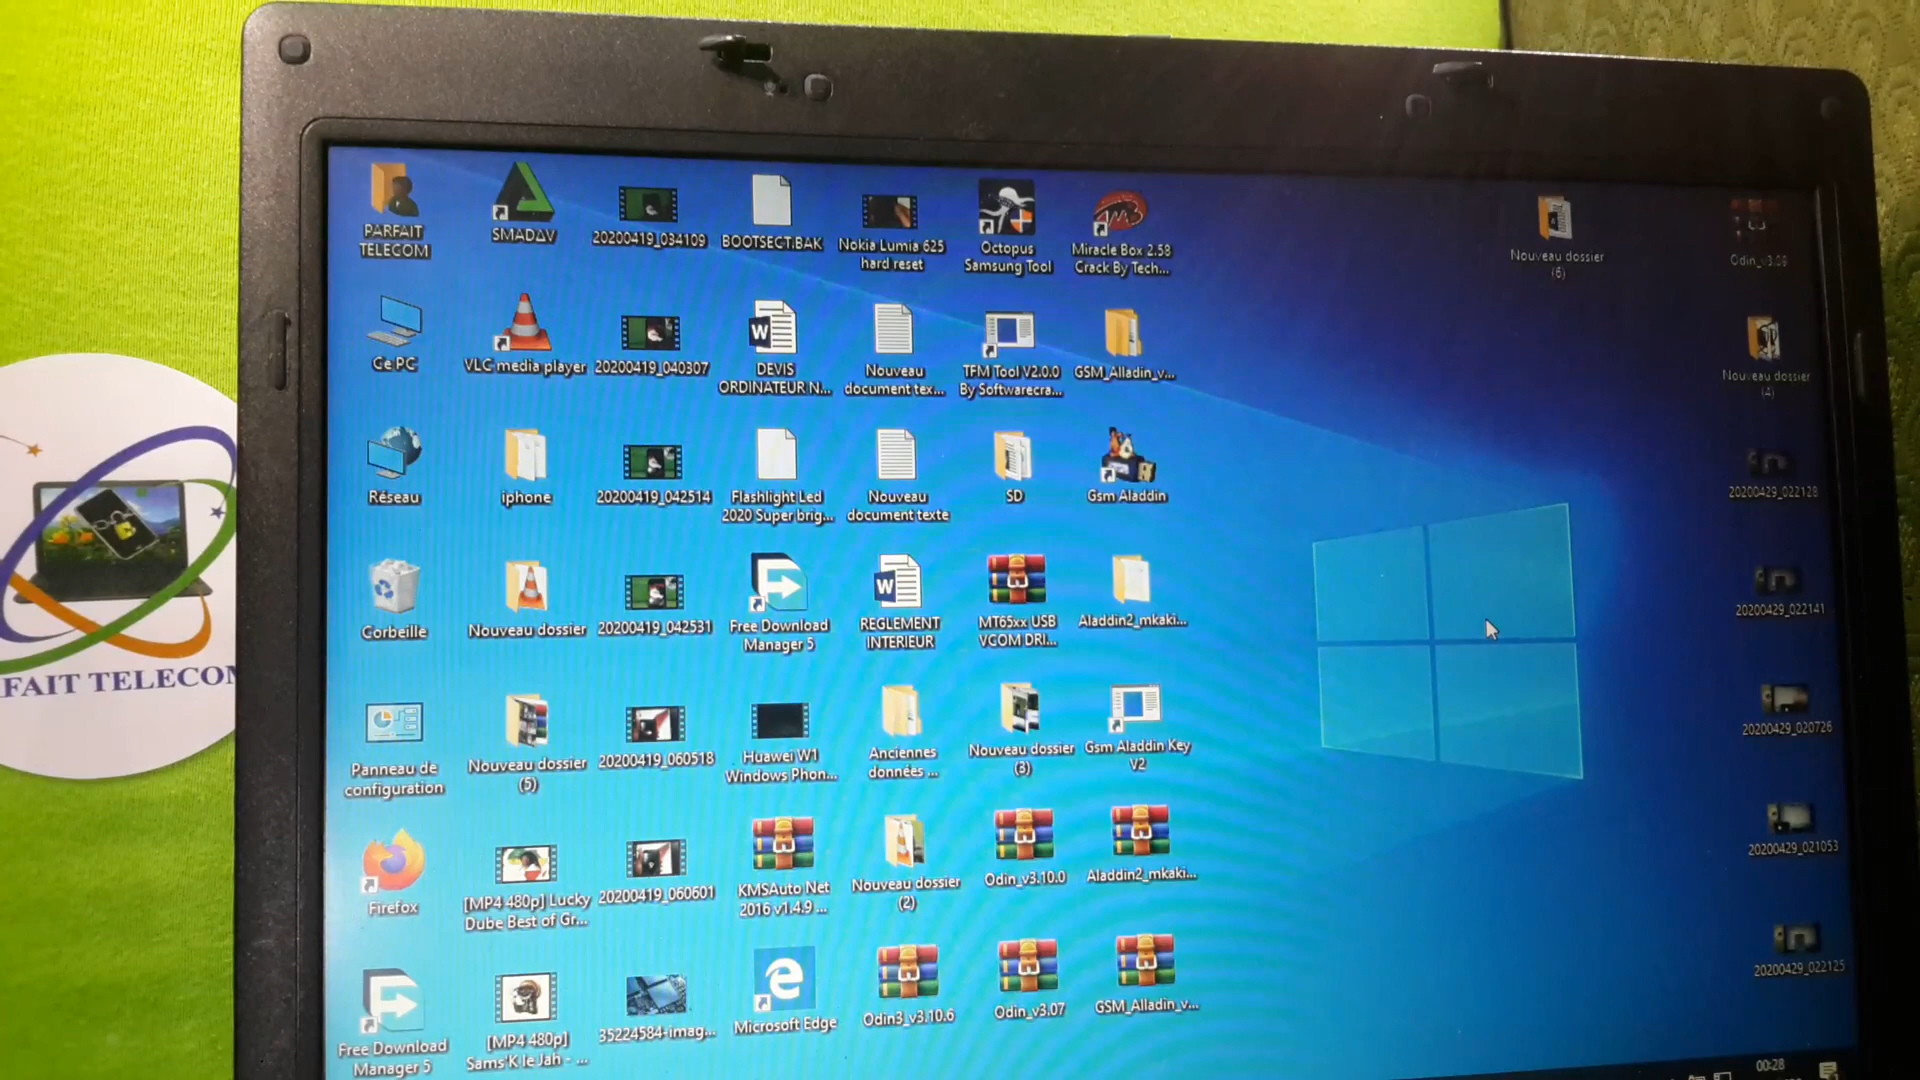 PARFAIT
TELECOM
SMADAV
20200419_034109
BOOTSECT.BAK
Nokia Lumia 625
hard reset
Octopus
Samsung Tool
Miracle Box 2.58
Crack By Tech...
Nouveau dossier
(6)
Odin_v3.09
Ce PC
VLC media player
20200419_040307
DEVIS
ORDINATEUR N...
Nouveau
document tex...
TFM Tool V2.0.0
By Softwarecra...
GSM_Alladin_v...
Nouveau dossier
(4)
Réseau
iphone
20200419_042514
Flashlight Led
2020 Super brig...
Nouveau
document texte
SD
Gsm Aladdin
20200429_022128
Corbeille
Nouveau dossier
20200419_042531
Free Download
Manager 5
REGLEMENT
INTERIEUR
MT65xx USB
VCOM DRI...
Aladdin2_mkaki...
20200429_022141
FAIT TELECOM
Panneau de
configuration
Nouveau dossier
(5)
20200419_060518
Huawei W1
Windows Phon...
Anciennes
données ...
Nouveau dossier
(3)
Gsm Aladdin Key
V2
20200429_020726
Firefox
[MP4 480p] Lucky
Dube Best of Gr...
20200419_060601
KMSAuto Net
2016 v1.4.9 ...
Nouveau dossier
(2)
Odin_v3.10.0
Aladdin2_mkaki...
20200429_021053
Free Download
Manager 5
[MP4 480p]
Sams'K le Jah - ...
35224584-imag...
Microsoft Edge
Odin3_v3.10.6
Odin_v3.07
GSM_Alladin_v...
20200429_022125
00:28